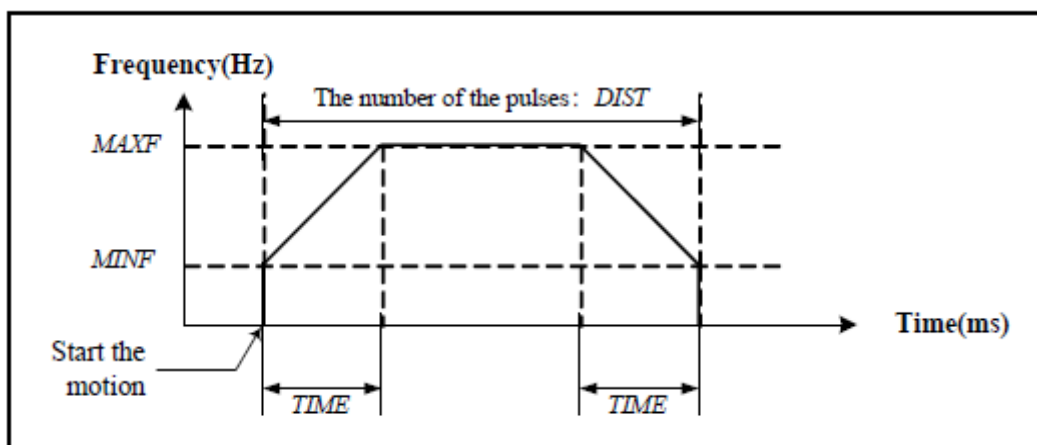 Frequency(Hz)
The number of the pulses: DIST
MAXF
MINF
Time(ms)
Start the
motion
TIME
TIME